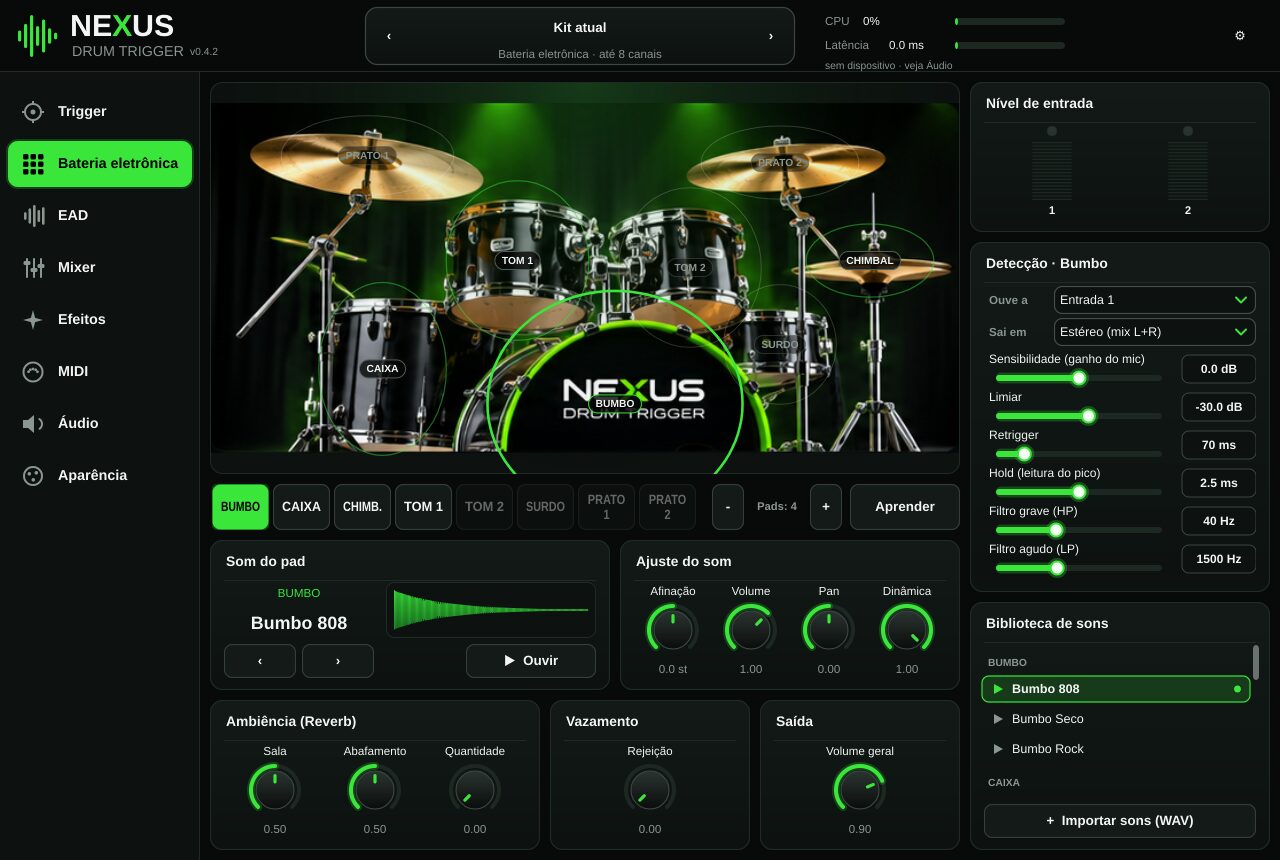 NEXUS
DRUM TRIGGER v0.4.2
‹ Kit atual ›
Bateria eletrônica · até 8 canais
CPU 0%
Latência 0.0 ms
sem dispositivo · veja Áudio
Trigger
Bateria eletrônica
EAD
Mixer
Efeitos
MIDI
Áudio
Aparência
PRATO 1
PRATO 2
TOM 1
TOM 2
CHIMBAL
SURDO
CAIXA
NEXUS
BUMBO
DRUM TRIGGER
BUMBO CAIXA CHIMB. TOM 1 TOM 2 SURDO PRATO 1 PRATO 2 - Pads: 4 + Aprender
Som do pad
BUMBO
Bumbo 808
‹ › Ouvir
Ajuste do som
Afinação Volume Pan Dinâmica
0.0 st 1.00 0.00 1.00
Ambiência (Reverb)
Sala Abafamento Quantidade
0.50 0.50 0.00
Vazamento
Rejeição
0.00
Saída
Volume geral
0.90
Nível de entrada
1 2
Detecção · Bumbo
Ouve a Entrada 1
Sai em Estéreo (mix L+R)
Sensibilidade (ganho do mic) 0.0 dB
Limiar -30.0 dB
Retrigger 70 ms
Hold (leitura do pico) 2.5 ms
Filtro grave (HP) 40 Hz
Filtro agudo (LP) 1500 Hz
Biblioteca de sons
BUMBO
Bumbo 808
Bumbo Seco
Bumbo Rock
CAIXA
+ Importar sons (WAV)